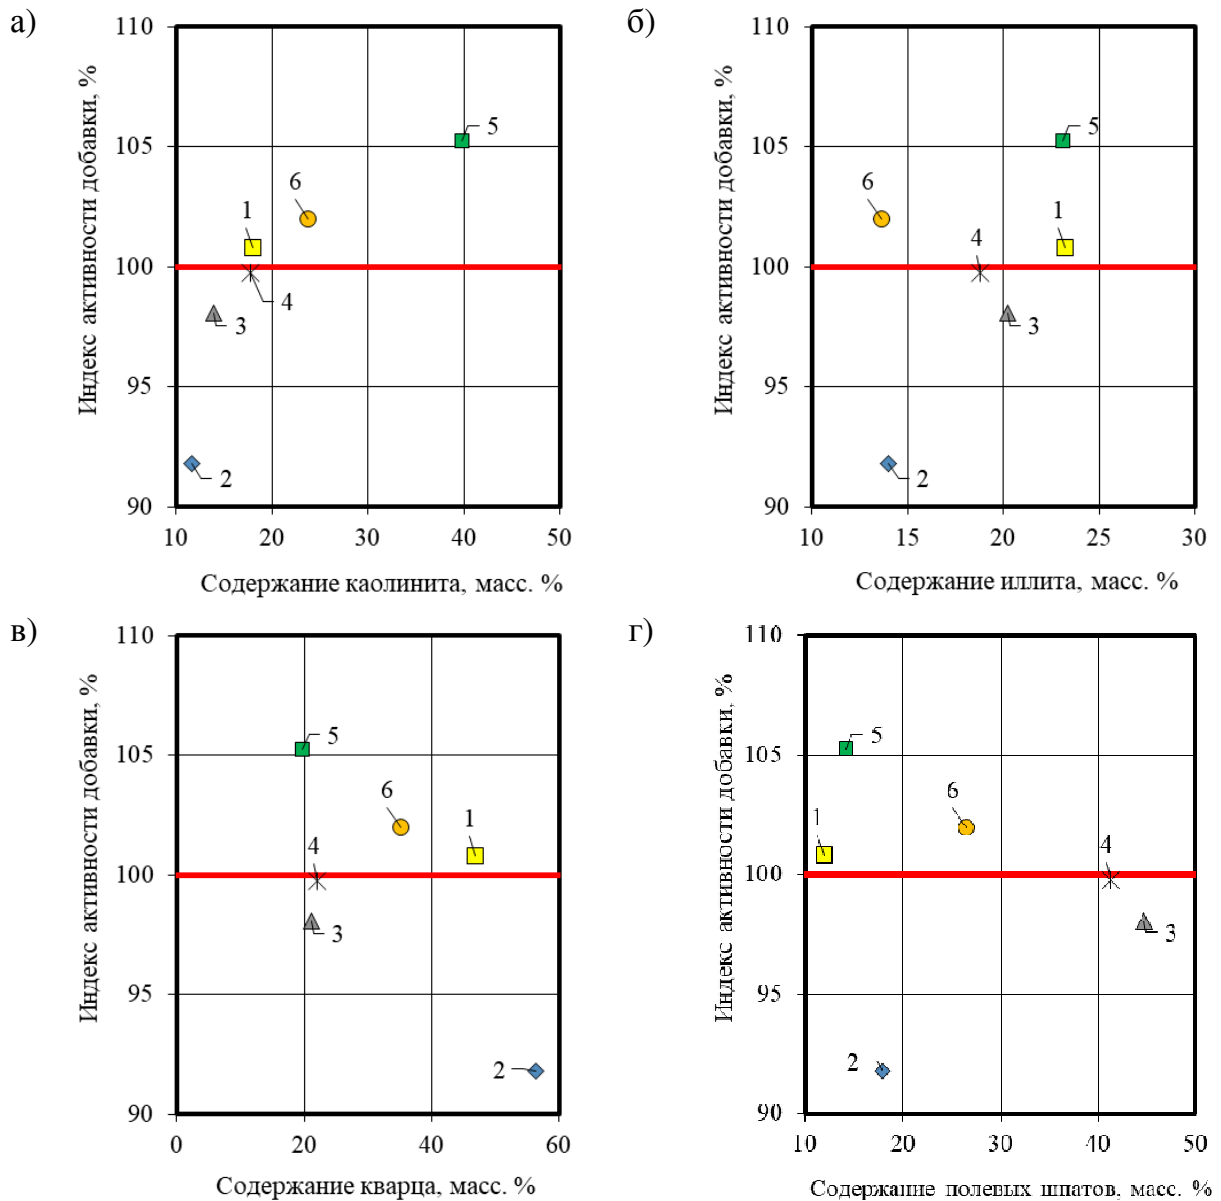 а)
Индекс активности добавки, %
110
105
100
95
90
5
6
1
4
3
2
10 20 30 40 50
Содержание каолинита, масс. %
б)
Индекс активности добавки, %
110
105
100
95
90
5
6
1
4
3
2
10 15 20 25 30
Содержание иллита, масс. %
в)
Индекс активности добавки, %
110
105
100
95
90
5
6
1
4
3
2
0 20 40 60
Содержание кварца, масс. %
г)
Индекс активности добавки, %
110
105
100
95
90
5
6
1
4
3
2
10 20 30 40 50
Содержание полевых шпатов, масс. %